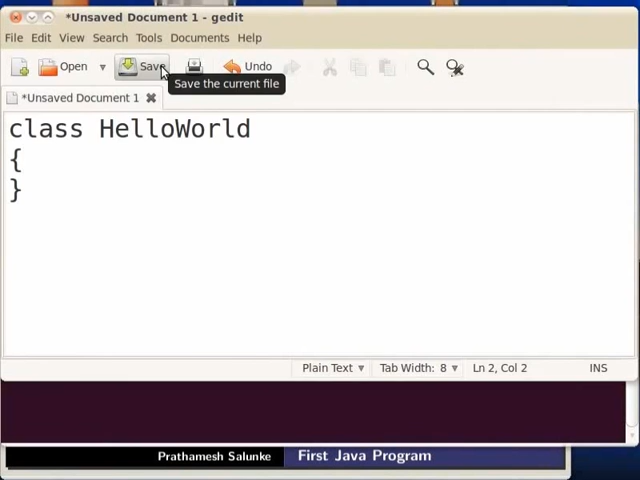 *Unsaved Document 1 - gedit
File Edit View Search Tools Documents Help
Open Save Undo
Save the current file
*Unsaved Document 1
class HelloWorld
{
}
Plain Text Tab Width: 8 Ln 2, Col 2 INS
Prathamesh Salunke First Java Program